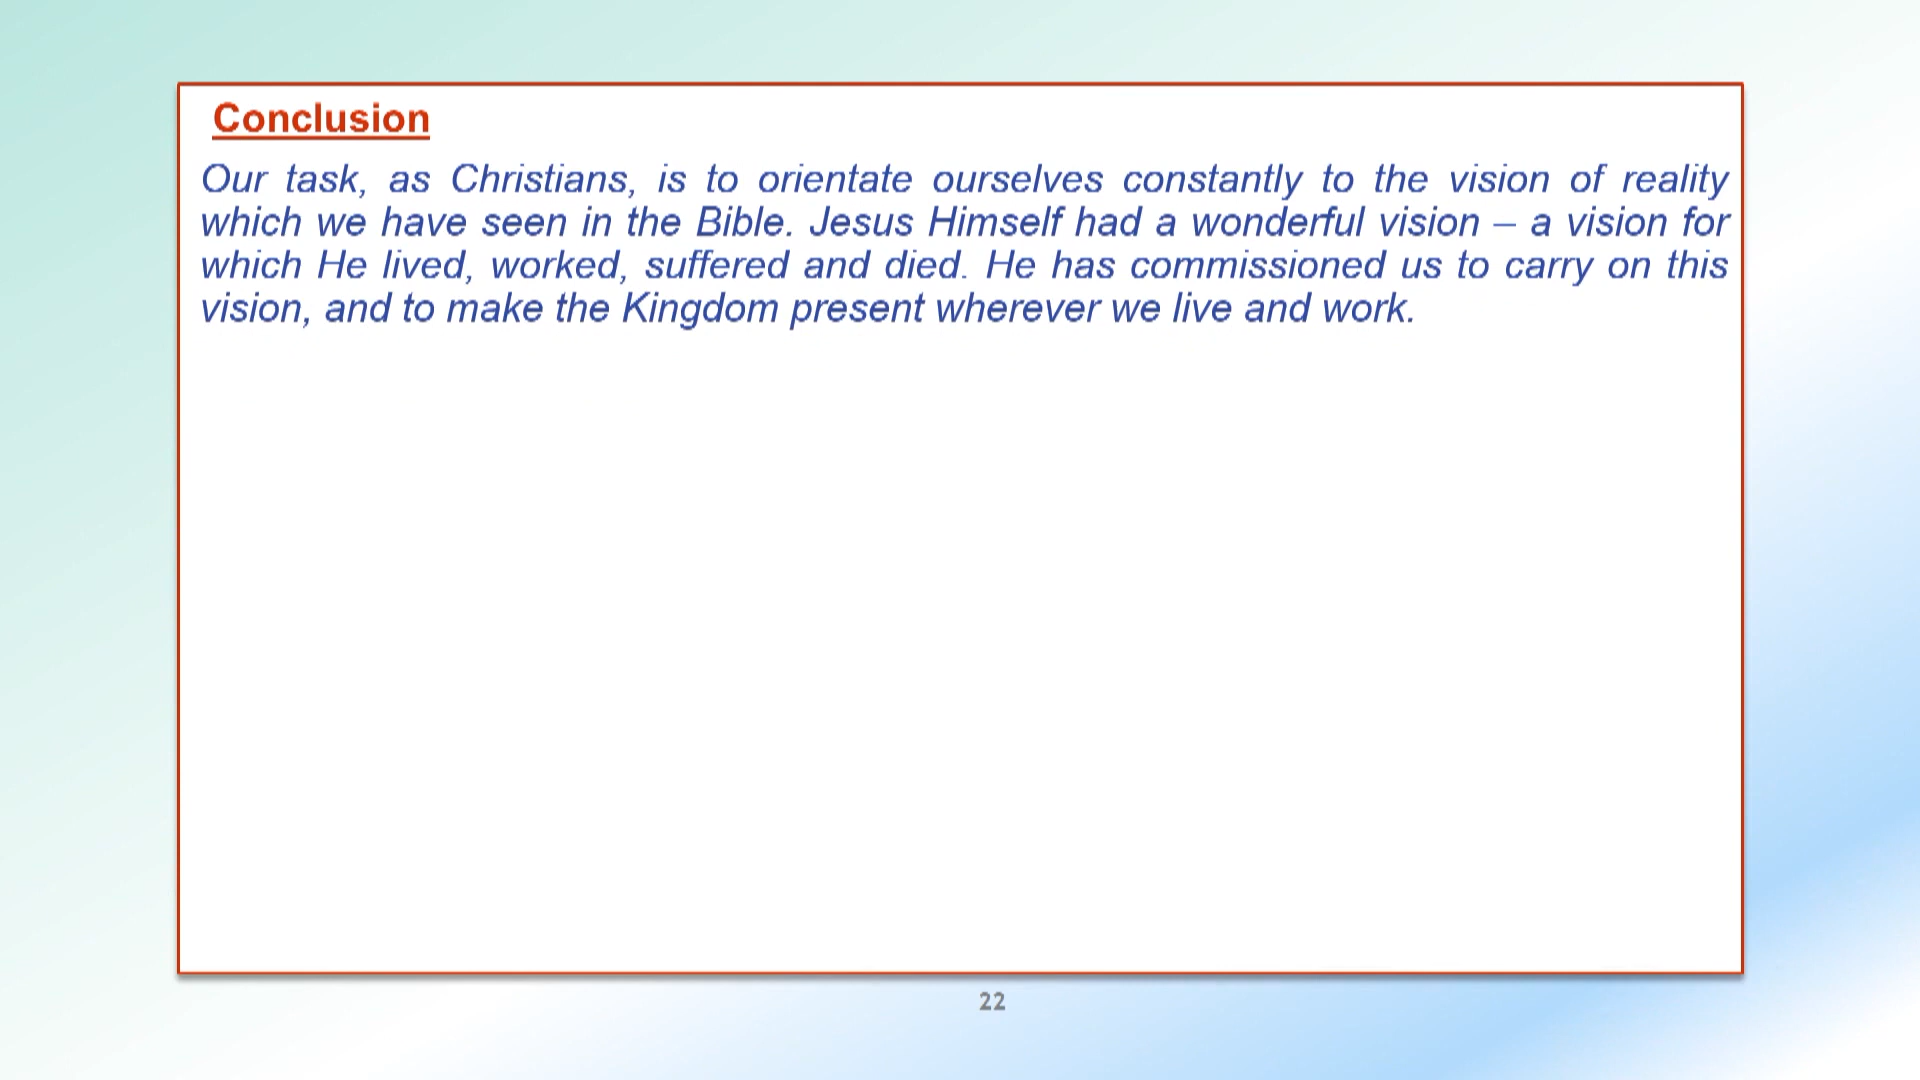 Conclusion
Our task, as Christians, is to orientate ourselves constantly to the vision of reality
which we have seen in the Bible. Jesus Himself had a wonderful vision – a vision for
which He lived, worked, suffered and died. He has commissioned us to carry on this
vision, and to make the Kingdom present wherever we live and work.
22